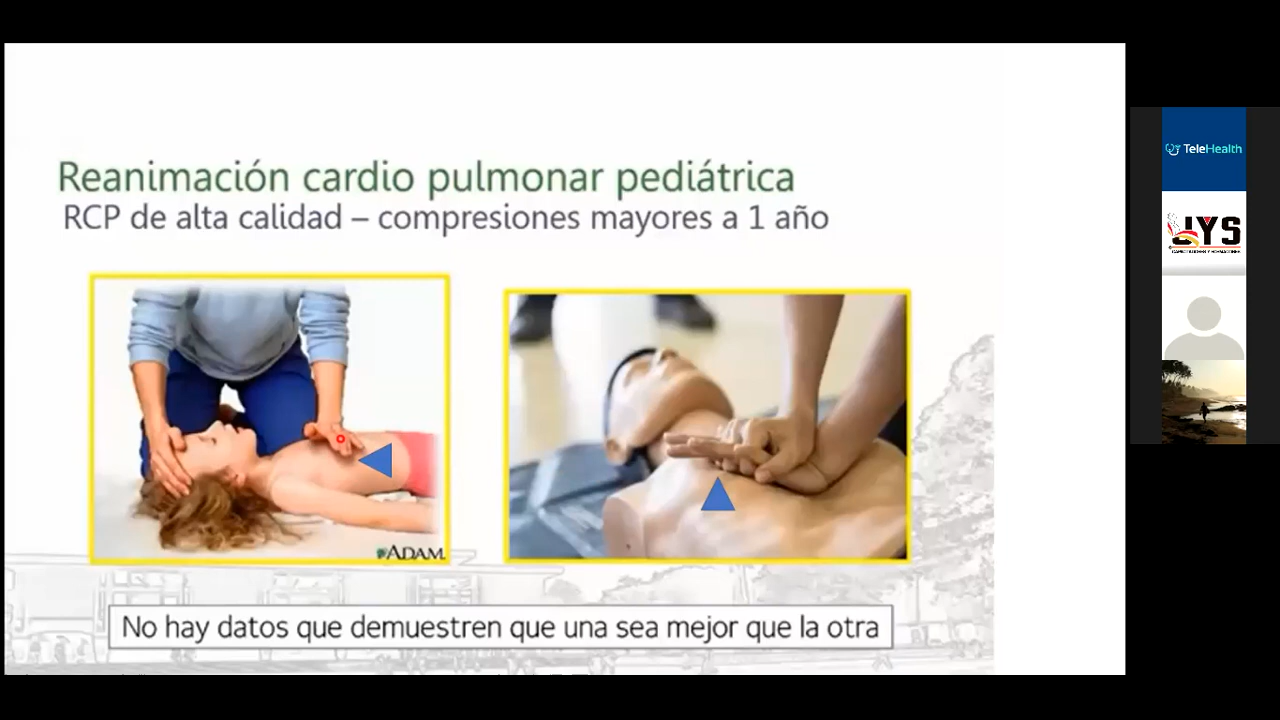 Reanimación cardio pulmonar pediátrica
RCP de alta calidad – compresiones mayores a 1 año
ADAM
No hay datos que demuestren que una sea mejor que la otra
TeleHealth
JYS